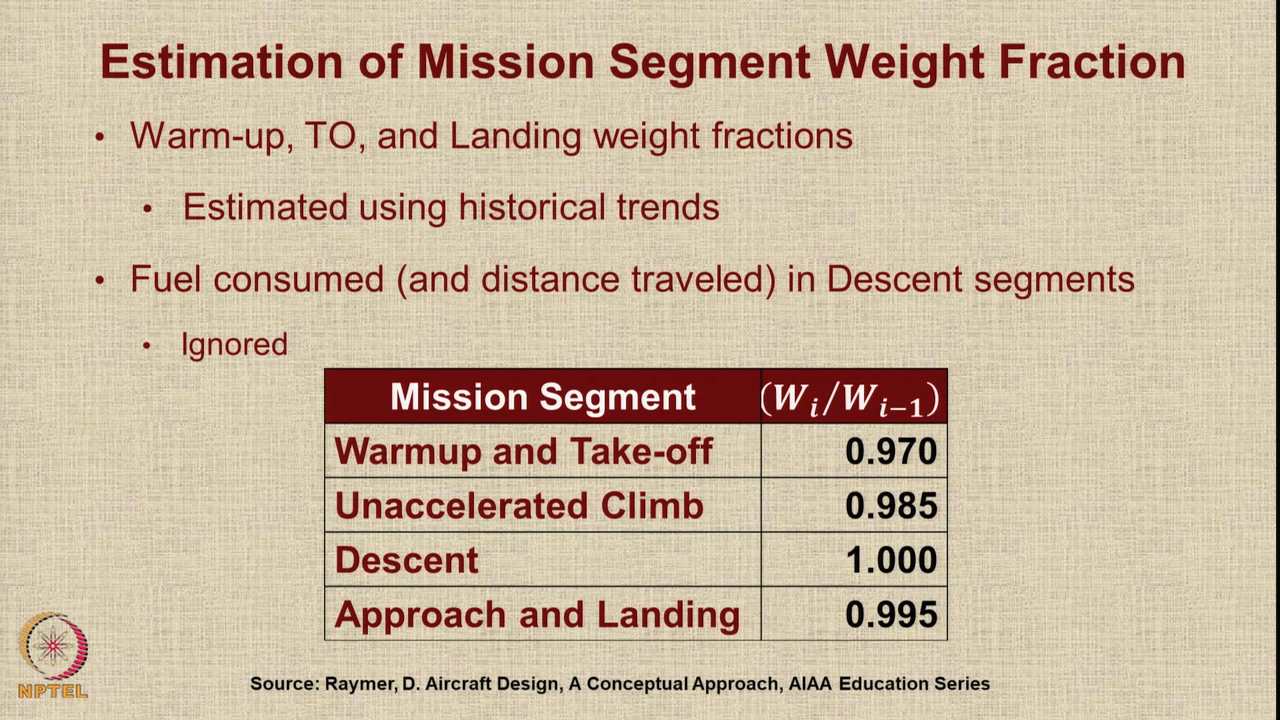 Estimation of Mission Segment Weight Fraction
• Warm-up, TO, and Landing weight fractions
• Estimated using historical trends
• Fuel consumed (and distance traveled) in Descent segments
• Ignored
Mission Segment (Wᵢ/Wᵢ₋₁)
Warmup and Take-off 0.970
Unaccelerated Climb 0.985
Descent 1.000
Approach and Landing 0.995
NPTEL
Source: Raymer, D. Aircraft Design, A Conceptual Approach, AIAA Education Series